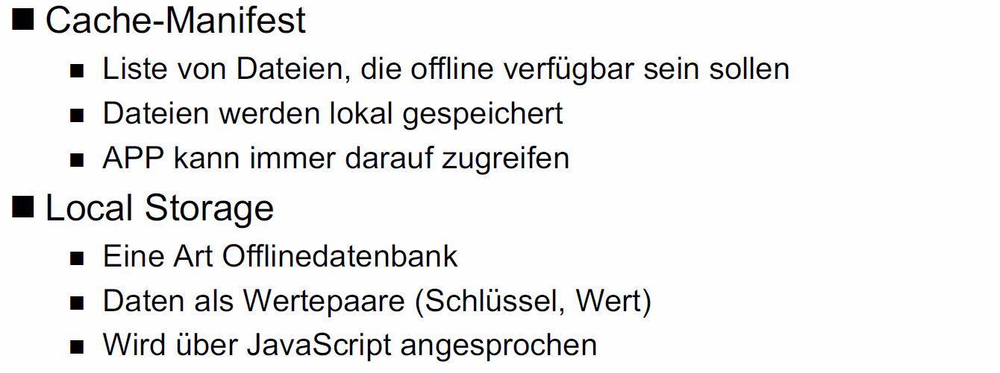 ■ Cache-Manifest
■ Liste von Dateien, die offline verfügbar sein sollen
■ Dateien werden lokal gespeichert
■ APP kann immer darauf zugreifen
■ Local Storage
■ Eine Art Offlinedatenbank
■ Daten als Wertepaare (Schlüssel, Wert)
■ Wird über JavaScript angesprochen